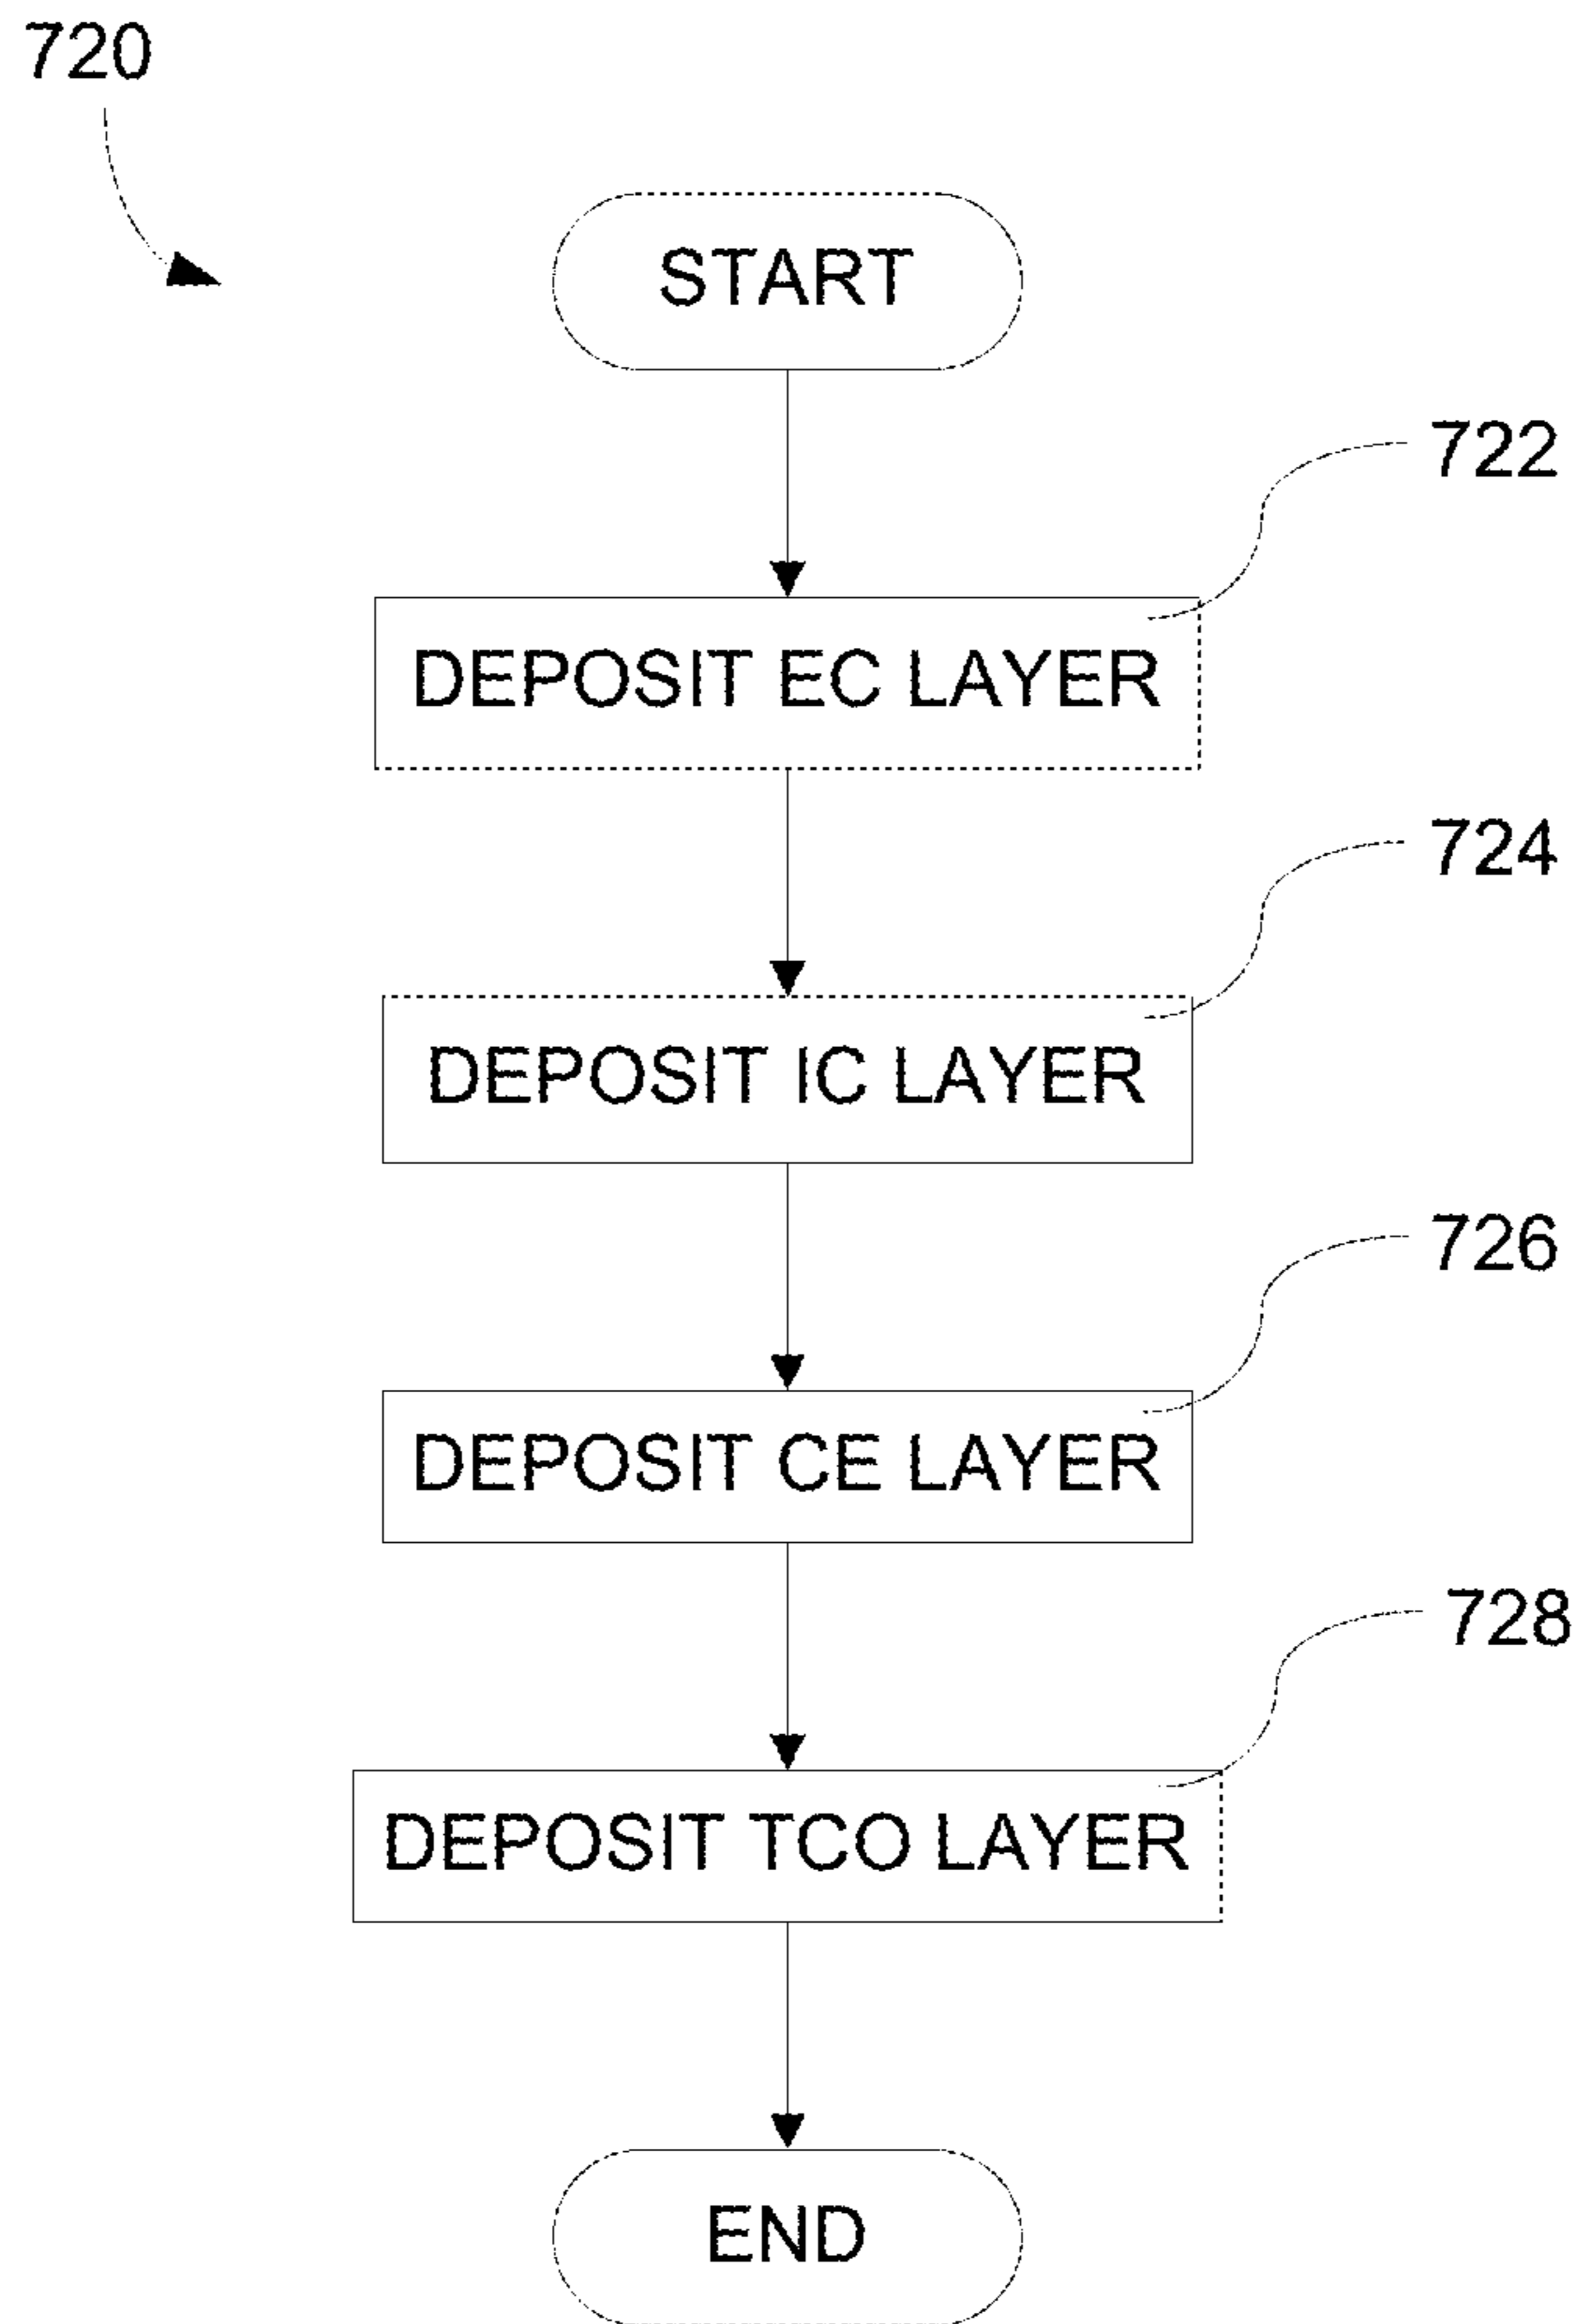 720
START
722
DEPOSIT EC LAYER
724
DEPOSIT IC LAYER
726
DEPOSIT CE LAYER
728
DEPOSIT TCO LAYER
END